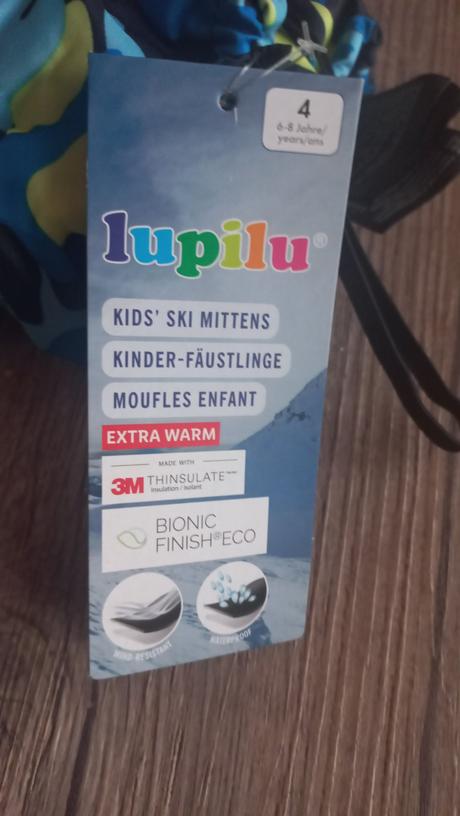 4
6-8 Jahre/
years/ans
lupilu®
KIDS' SKI MITTENS
KINDER-FÄUSTLINGE
MOUFLES ENFANT
EXTRA WARM
MADE WITH
3M THINSULATE
Insulation / Isolant
BIONIC
FINISH®ECO
WIND-RESISTANT
WATERPROOF